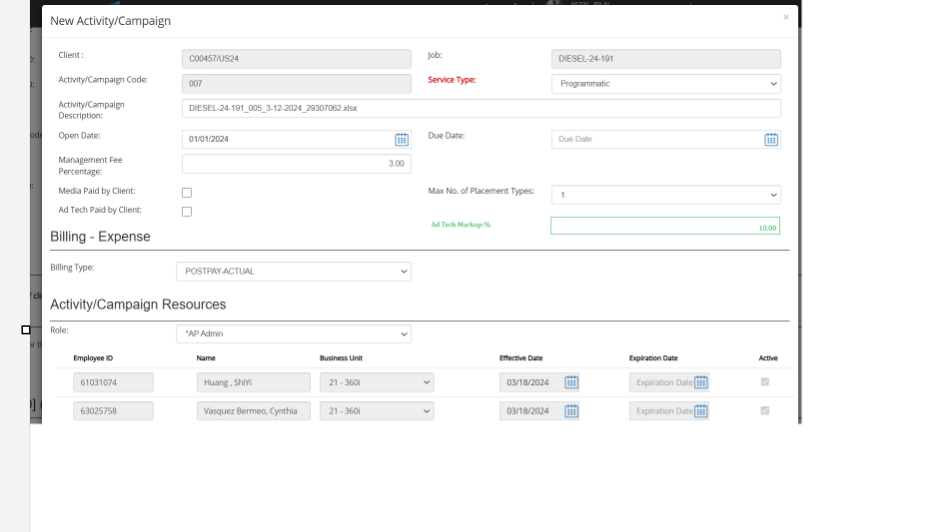 New Activity/Campaign
×
Client :
C00457/US24
Job:
DIESEL-24-191
Activity/Campaign Code:
007
Service Type:
Programmatic
Activity/Campaign
Description:
DIESEL-24-191_005_3-12-2024_29307062.xlsx
Open Date:
01/01/2024
Due Date:
Due Date
Management Fee
Percentage:
3.00
Media Paid by Client:
Max No. of Placement Types:
1
Ad Tech Paid by Client:
Ad Tech Markup:%
10.00
Billing - Expense
Billing Type:
POSTPAY-ACTUAL
Activity/Campaign Resources
Role:
*AP Admin
Employee ID Name Business Unit Effective Date Expiration Date Active
61031074 Huang , ShiYi 21 - 360i 03/18/2024 Expiration Date
63025758 Vasquez Bermeo, Cynthia 21 - 360i 03/18/2024 Expiration Date